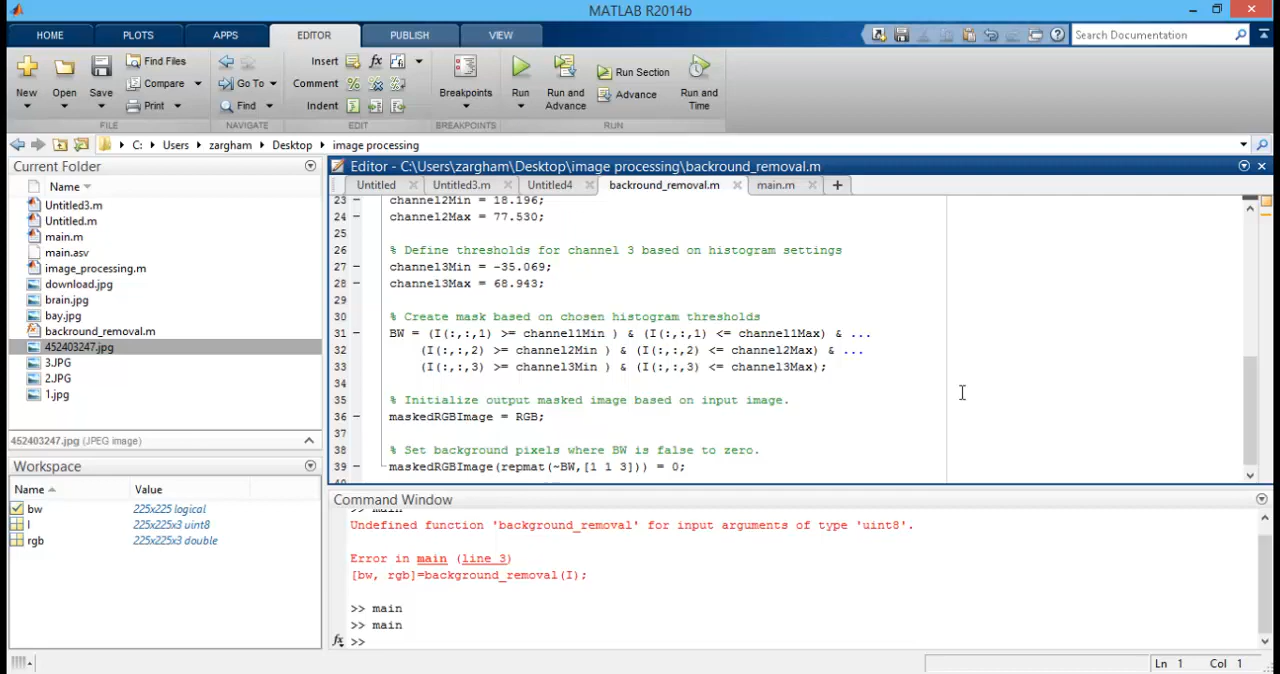 MATLAB R2014b
HOME PLOTS APPS EDITOR PUBLISH VIEW Search Documentation
Find Files Insert fx
New Open Save Compare Go To Comment % Breakpoints Run Run and Advance Run Section Run and Time
Print Find Indent Advance
FILE NAVIGATE EDIT BREAKPOINTS RUN
C: Users zargham Desktop image processing
Current Folder
Name
Untitled3.m
Untitled.m
main.m
main.asv
image_processing.m
download.jpg
brain.jpg
bay.jpg
backround_removal.m
452403247.jpg
3.JPG
2.JPG
1.jpg
452403247.jpg (JPEG image)
Workspace
Name Value
bw 225x225 logical
I 225x225x3 uint8
rgb 225x225x3 double
Editor - C:\Users\zargham\Desktop\image processing\backround_removal.m
Untitled Untitled3.m Untitled4 backround_removal.m main.m +
23 - channel2Min = 18.196;
24 - channel2Max = 77.530;
25
26 % Define thresholds for channel 3 based on histogram settings
27 - channel3Min = -35.069;
28 - channel3Max = 68.943;
29
30 % Create mask based on chosen histogram thresholds
31 - BW = (I(:,:,1) >= channel1Min ) & (I(:,:,1) <= channel1Max) & ...
32 (I(:,:,2) >= channel2Min ) & (I(:,:,2) <= channel2Max) & ...
33 (I(:,:,3) >= channel3Min ) & (I(:,:,3) <= channel3Max);
34
35 % Initialize output masked image based on input image.
36 - maskedRGBImage = RGB;
37
38 % Set background pixels where BW is false to zero.
39 - maskedRGBImage(repmat(~BW,[1 1 3])) = 0;
Command Window
>> main
Undefined function 'background_removal' for input arguments of type 'uint8'.
Error in main (line 3)
[bw, rgb]=background_removal(I);
>> main
>> main
fx >>
Ln 1 Col 1